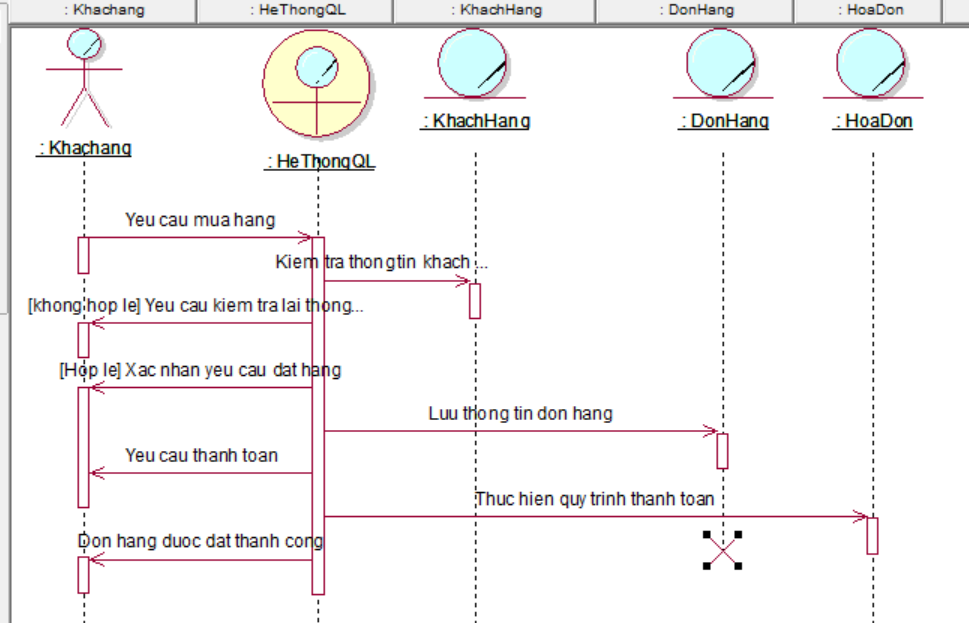 : Khachang
: HeThongQL
: KhachHang
: DonHang
: HoaDon
: Khachang
: HeThongQL
: KhachHang
: DonHang
: HoaDon
Yeu cau mua hang
Kiem tra thongtin khach ...
[khong hop le] Yeu cau kiem tra lai thong...
[Hop le] Xac nhan yeu cau dat hang
Luu thong tin don hang
Yeu cau thanh toan
Thuc hien quy trinh thanh toan
Don hang duoc dat thanh cong